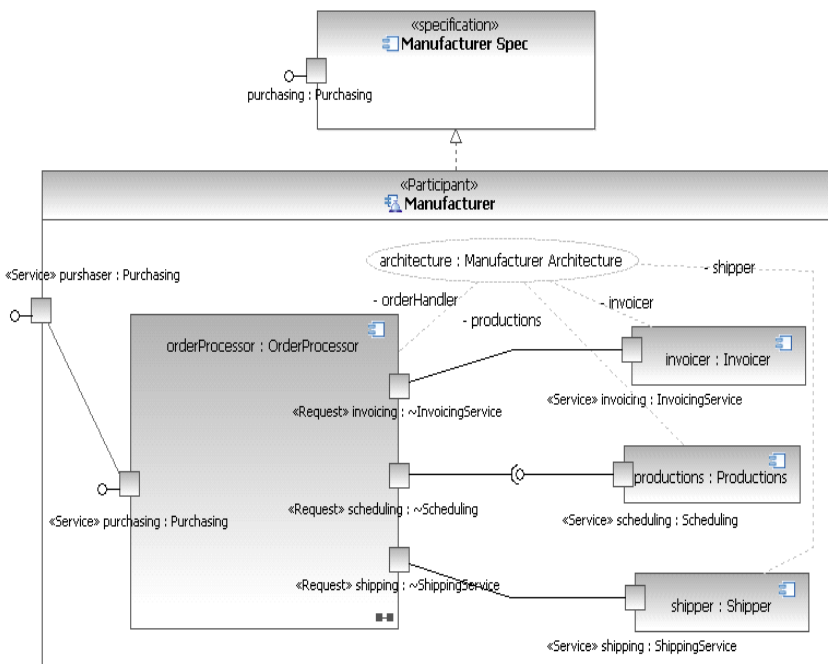 «specification»
Manufacturer Spec
purchasing : Purchasing
«Participant»
Manufacturer
architecture : Manufacturer Architecture
- shipper
«Service» purshaser : Purchasing
- orderHandler
- invoicer
- productions
orderProcessor : OrderProcessor
invoicer : Invoicer
«Service» invoicing : InvoicingService
«Request» invoicing : ~InvoicingService
productions : Productions
«Request» scheduling : ~Scheduling
«Service» purchasing : Purchasing
«Service» scheduling : Scheduling
«Request» shipping : ~ShippingService
shipper : Shipper
«Service» shipping : ShippingService